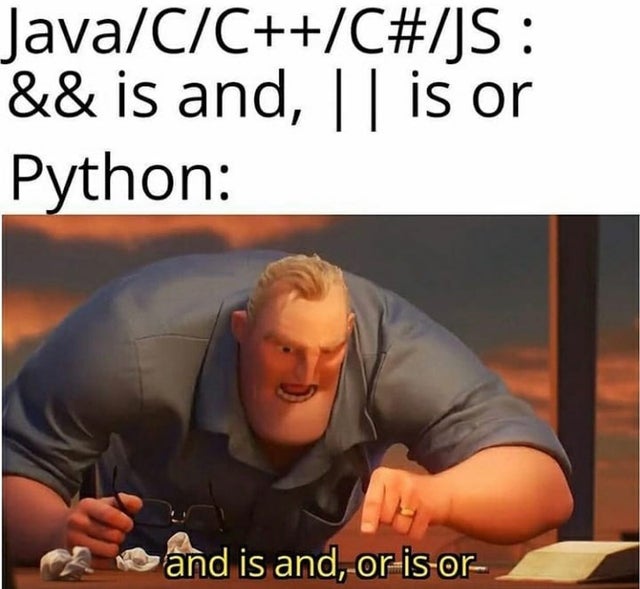 Java/C/C++/C#/JS :
&& is and, || is or
Python:
and is and, or is or